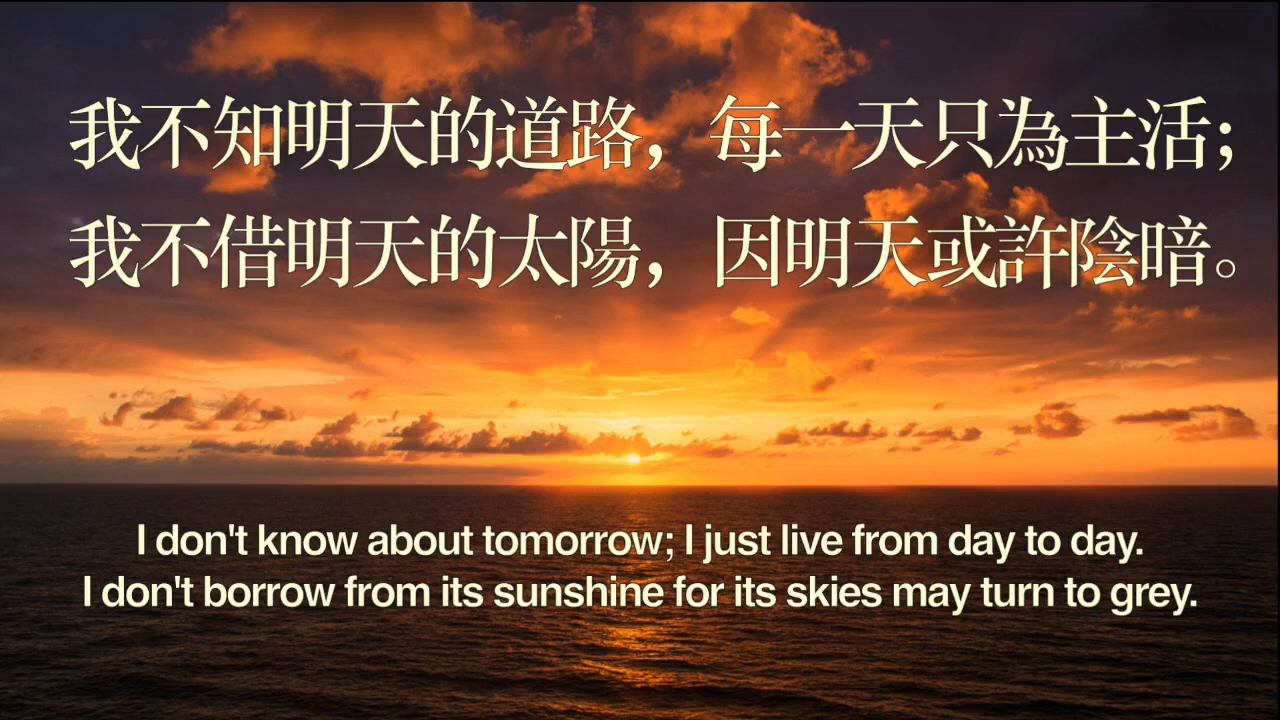 我不知明天的道路，每一天只為主活；
我不借明天的太陽，因明天或許陰暗。
I don't know about tomorrow; I just live from day to day.
I don't borrow from its sunshine for its skies may turn to grey.